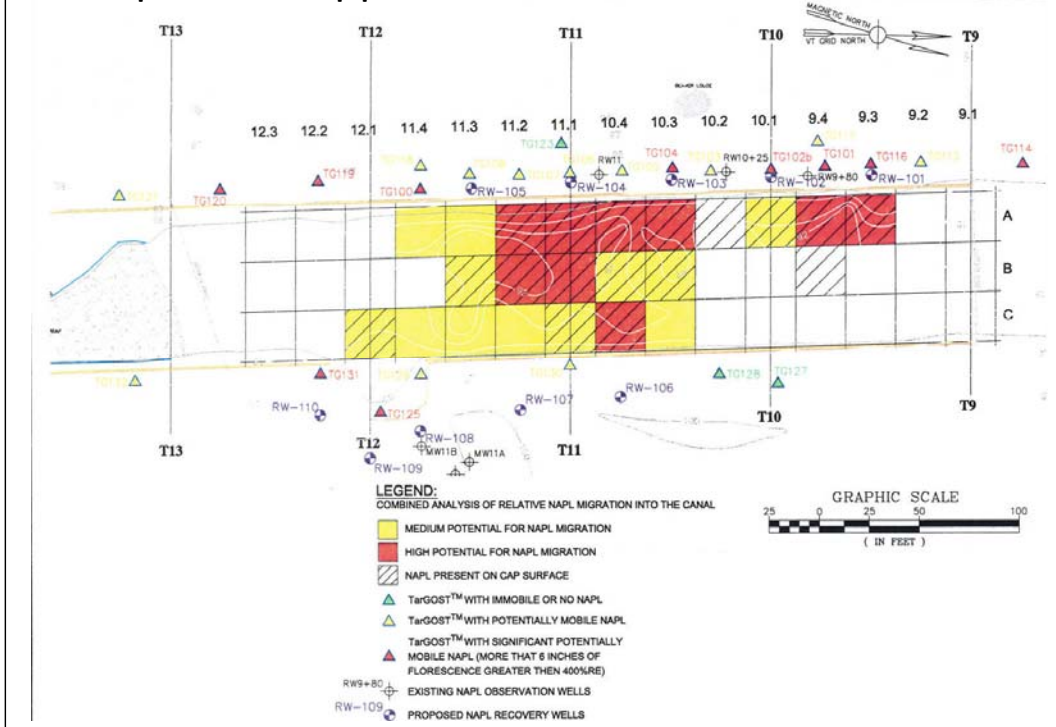 T13
T12
T11
T10
T9
MAGNETIC NORTH
VT GRID NORTH
12.3
12.2
12.1
11.4
11.3
11.2
11.1
10.4
10.3
10.2
10.1
9.4
9.3
9.2
9.1
TG123
TG119
TG120
TG100
RW-105
RW11
RW-104
TG104
RW-103
RW10+25
TG102b
RW-102
TG101
RW9+80
TG116
RW-101
TG114
A
B
C
TG131
RW-110
TG125
RW-109
RW-108
MW11B
MW11A
RW-107
RW-106
TG128
TG127
T13
T12
T11
T10
T9
LEGEND:
COMBINED ANALYSIS OF RELATIVE NAPL MIGRATION INTO THE CANAL
MEDIUM POTENTIAL FOR NAPL MIGRATION
HIGH POTENTIAL FOR NAPL MIGRATION
NAPL PRESENT ON CAP SURFACE
TarGOST™ WITH IMMOBILE OR NO NAPL
TarGOST™ WITH POTENTIALLY MOBILE NAPL
TarGOST™ WITH SIGNIFICANT POTENTIALLY
MOBILE NAPL (MORE THAT 6 INCHES OF
FLORESCENCE GREATER THEN 400%RE)
RW9+80 EXISTING NAPL OBSERVATION WELLS
RW-109 PROPOSED NAPL RECOVERY WELLS
GRAPHIC SCALE
25 0 25 50 100
( IN FEET )